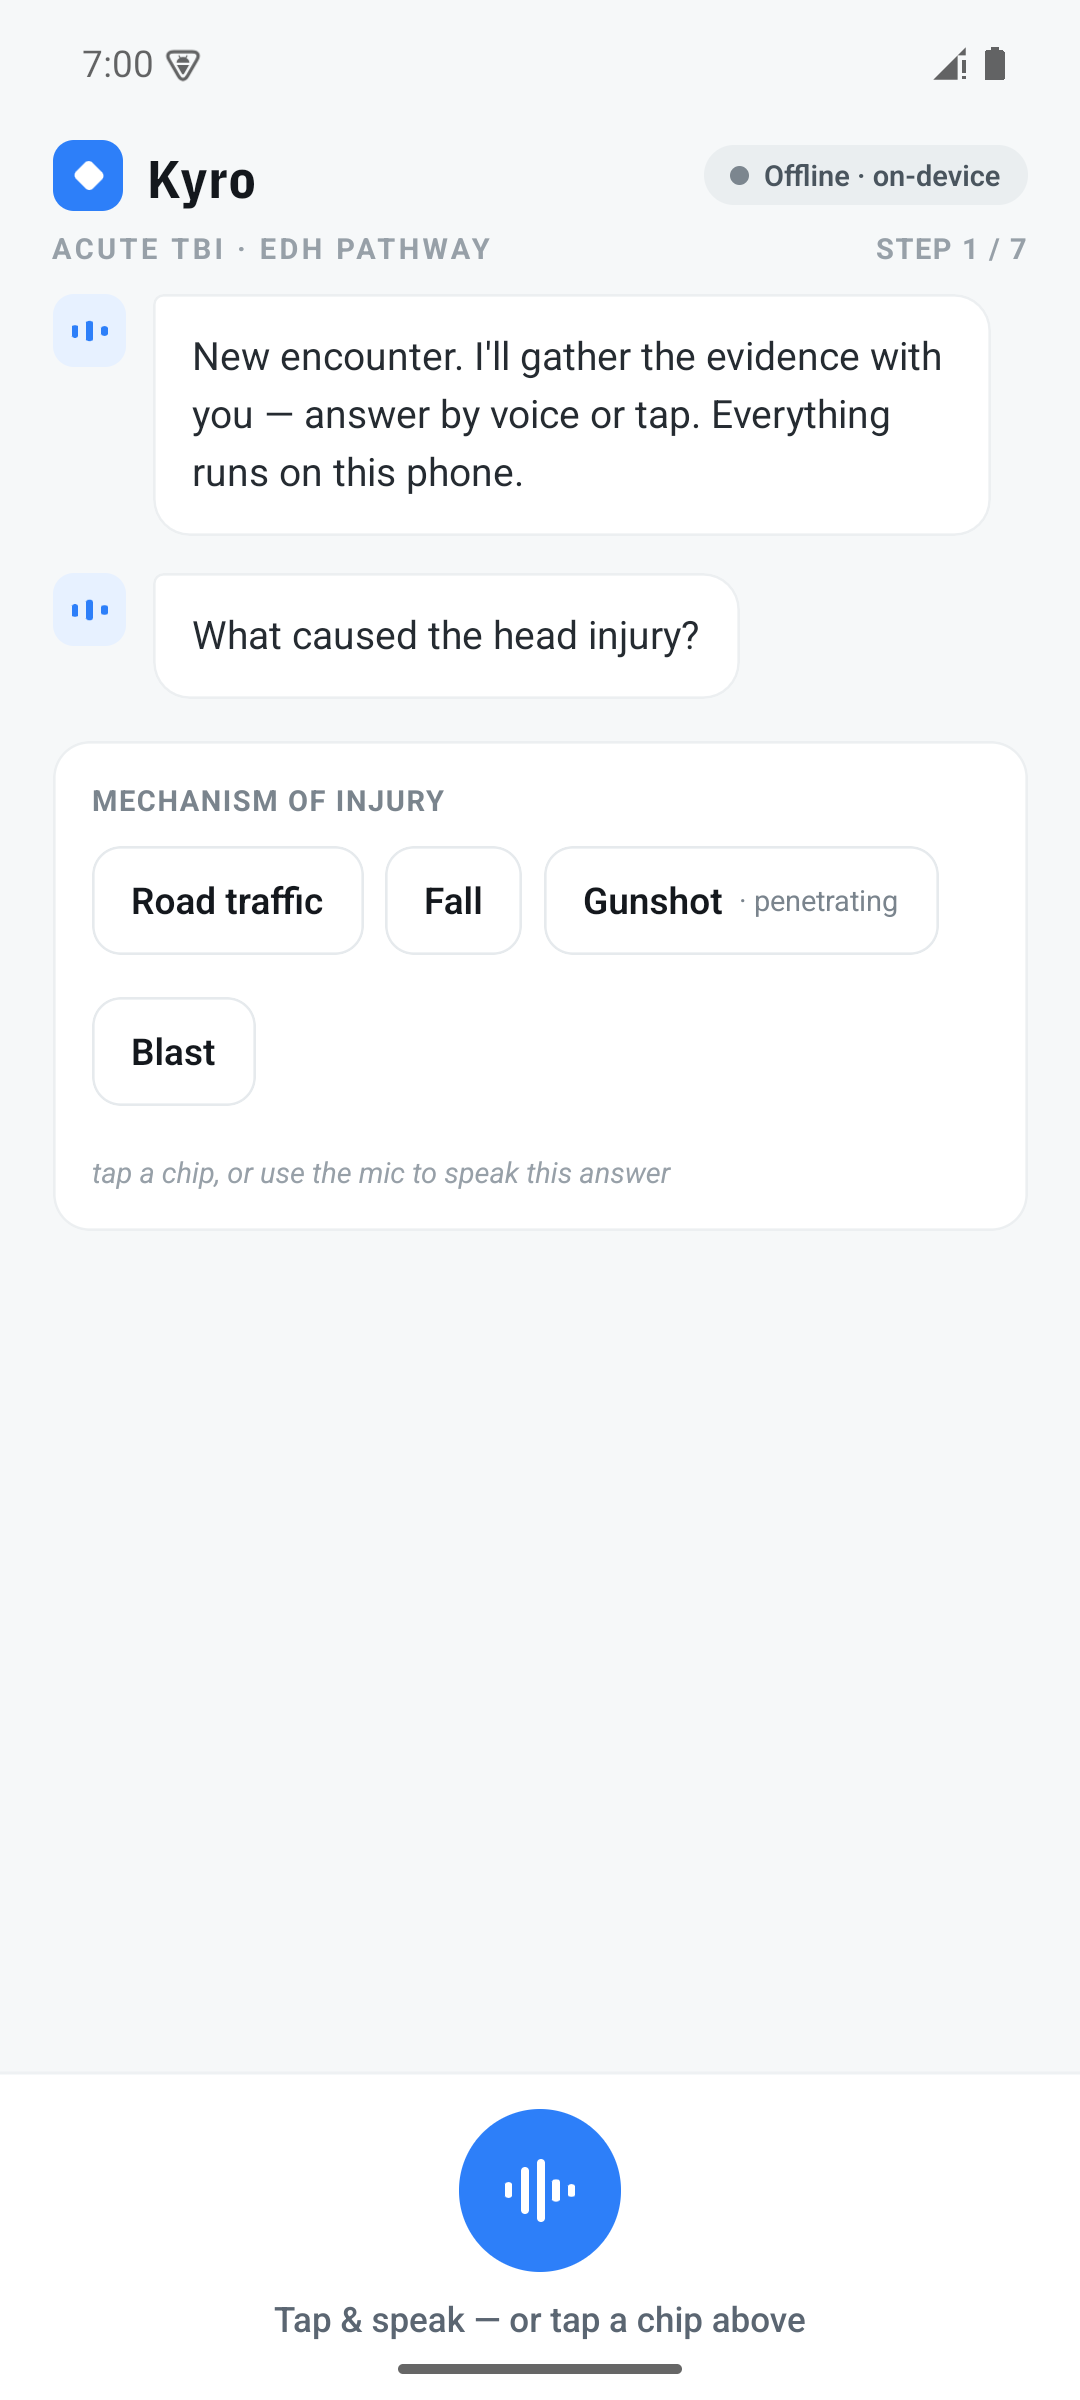 7:00
Kyro
Offline · on-device
ACUTE TBI · EDH PATHWAY
STEP 1 / 7
New encounter. I'll gather the evidence with
you — answer by voice or tap. Everything
runs on this phone.
What caused the head injury?
MECHANISM OF INJURY
Road traffic
Fall
Gunshot · penetrating
Blast
tap a chip, or use the mic to speak this answer
Tap & speak — or tap a chip above